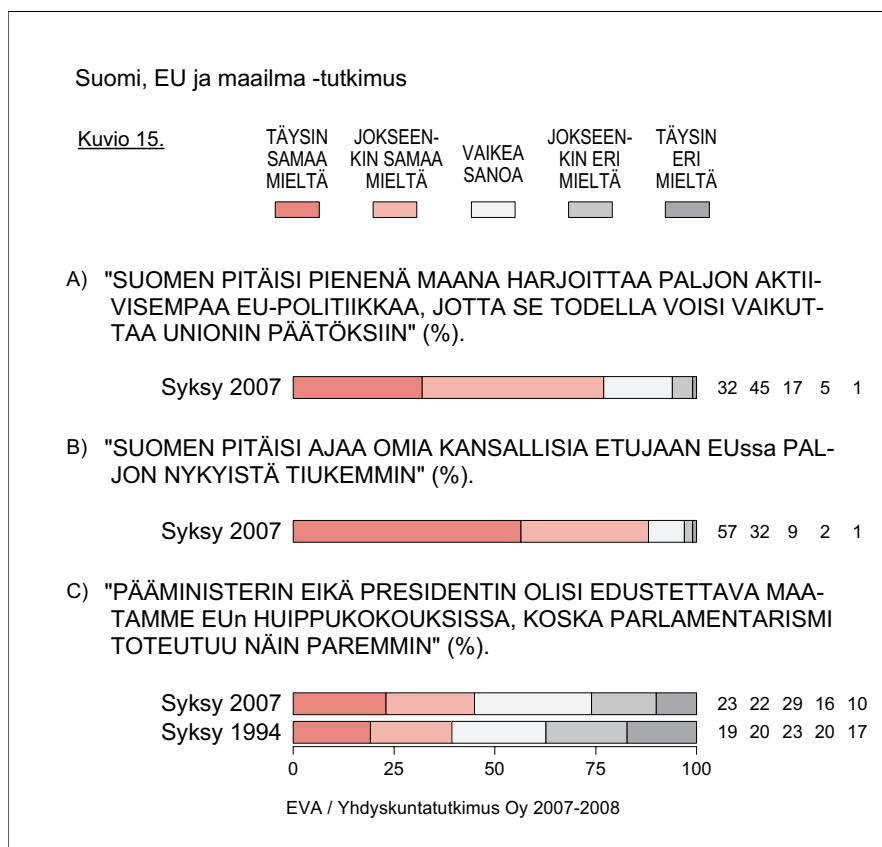 Suomi, EU ja maailma -tutkimus
Kuvio 15.
TÄYSIN SAMAA MIELTÄ
JOKSEEN- KIN SAMAA MIELTÄ
VAIKEA SANOA
JOKSEEN- KIN ERI MIELTÄ
TÄYSIN ERI MIELTÄ
A) "SUOMEN PITÄISI PIENENÄ MAANA HARJOITTAA PALJON AKTII-
VISEMPAA EU-POLITIIKKAA, JOTTA SE TODELLA VOISI VAIKUT-
TAA UNIONIN PÄÄTÖKSIIN" (%).
Syksy 2007 32 45 17 5 1
B) "SUOMEN PITÄISI AJAA OMIA KANSALLISIA ETUJAAN EUssa PAL-
JON NYKYISTÄ TIUKEMMIN" (%).
Syksy 2007 57 32 9 2 1
C) "PÄÄMINISTERIN EIKÄ PRESIDENTIN OLISI EDUSTETTAVA MAA-
TAMME EUn HUIPPUKOKOUKSISSA, KOSKA PARLAMENTARISMI
TOTEUTUU NÄIN PAREMMIN" (%).
Syksy 2007 23 22 29 16 10
Syksy 1994 19 20 23 20 17
0 25 50 75 100
EVA / Yhdyskuntatutkimus Oy 2007-2008